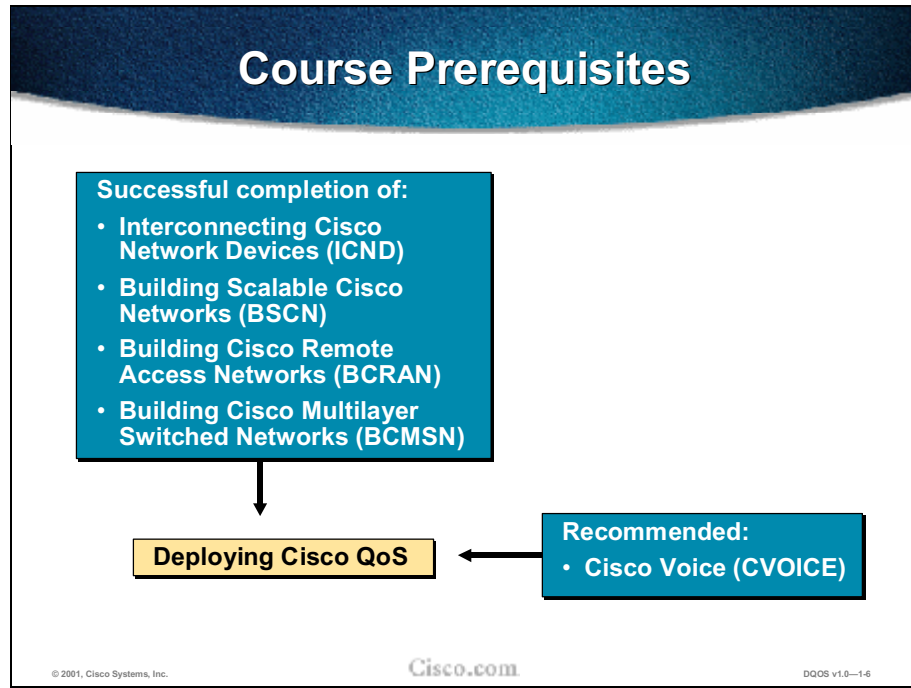 Course Prerequisites
Successful completion of:
• Interconnecting Cisco
Network Devices (ICND)
• Building Scalable Cisco
Networks (BSCN)
• Building Cisco Remote
Access Networks (BCRAN)
• Building Cisco Multilayer
Switched Networks (BCMSN)
Deploying Cisco QoS
Recommended:
• Cisco Voice (CVOICE)
© 2001, Cisco Systems, Inc.
Cisco.com
DQOS v1.0—1-6